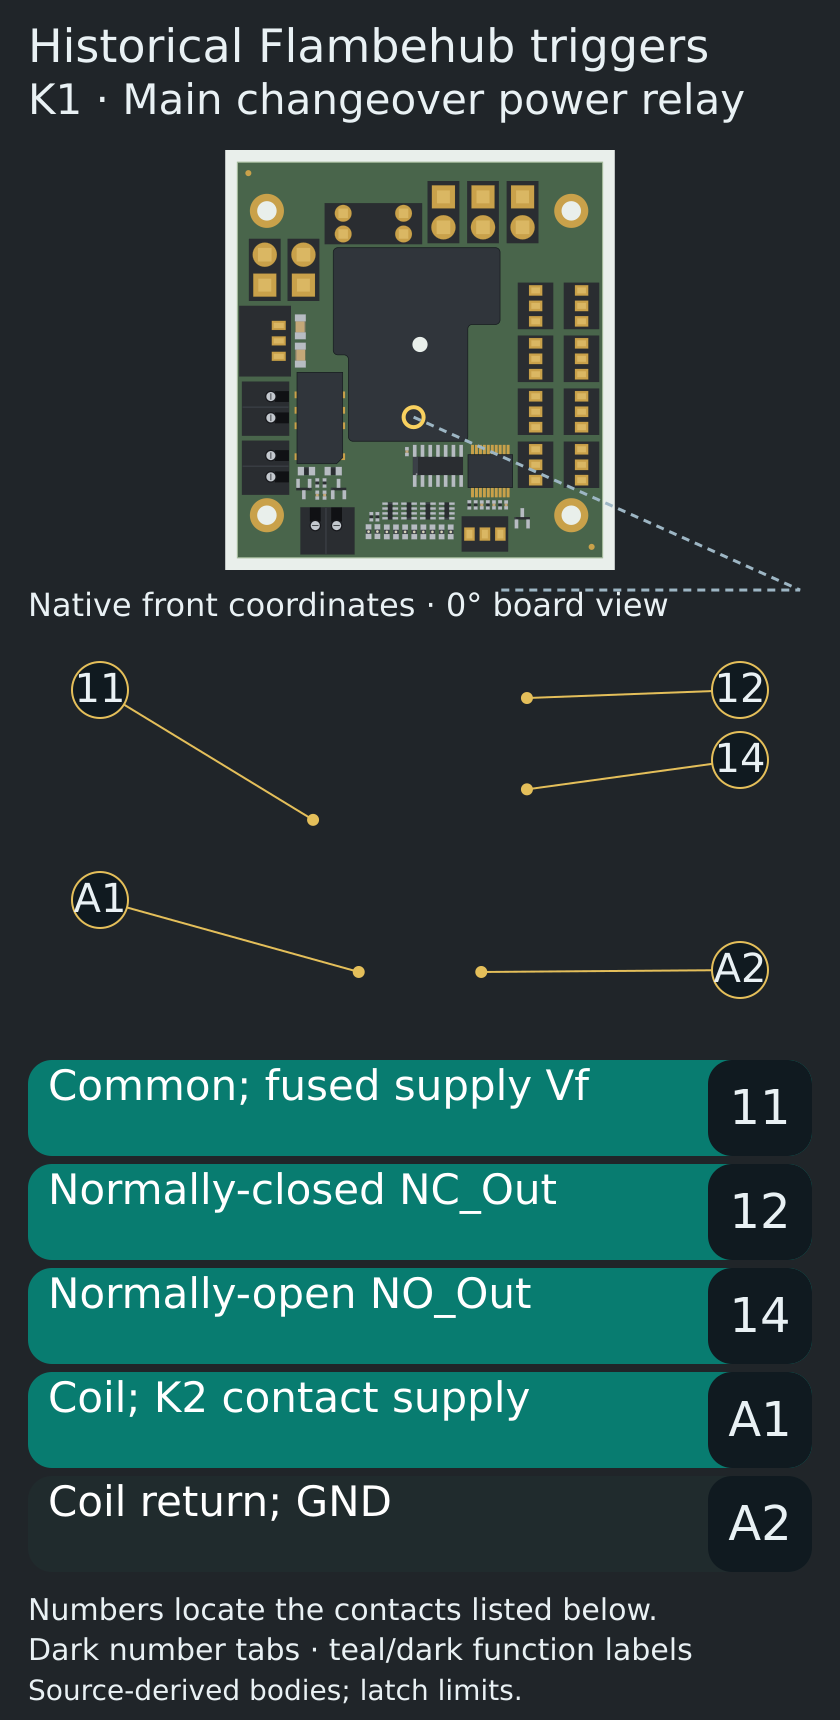 Historical Flambehub triggers
K1 · Main changeover power relay
Native front coordinates · 0° board view
11
12
14
A1
A2
Common; fused supply Vf 11
Normally-closed NC_Out 12
Normally-open NO_Out 14
Coil; K2 contact supply A1
Coil return; GND A2
Numbers locate the contacts listed below.
Dark number tabs · teal/dark function labels
Source-derived bodies; latch limits.